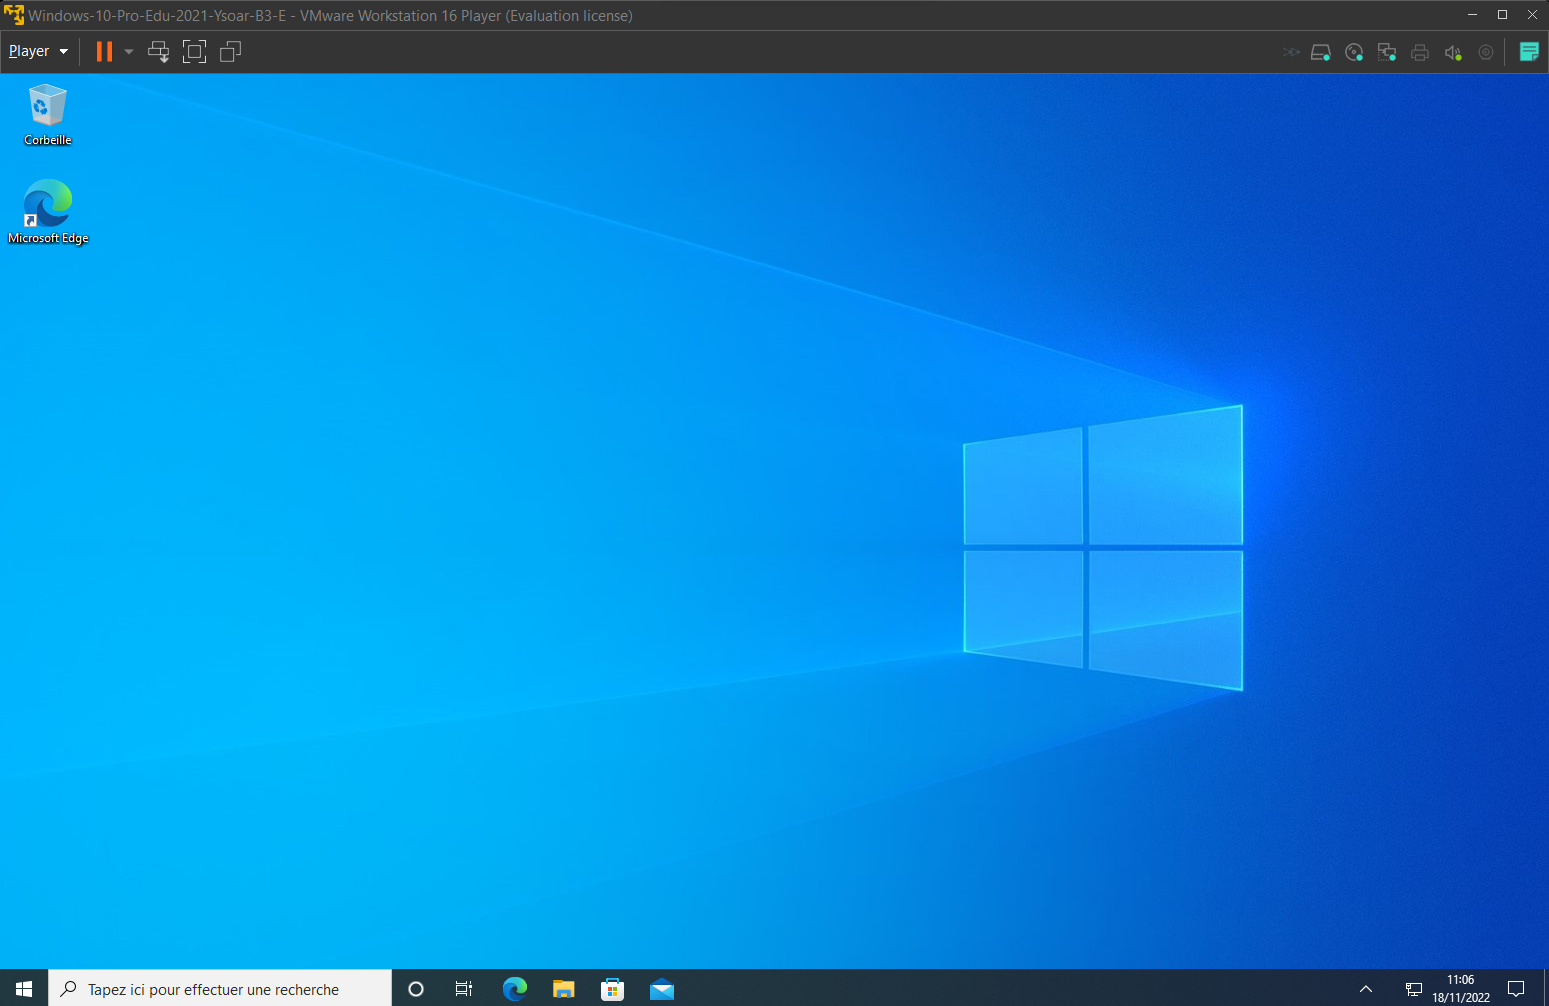 Windows-10-Pro-Edu-2021-Ysoar-B3-E - VMware Workstation 16 Player (Evaluation license)
Player
Corbeille
Microsoft Edge
Tapez ici pour effectuer une recherche
11:06
18/11/2022